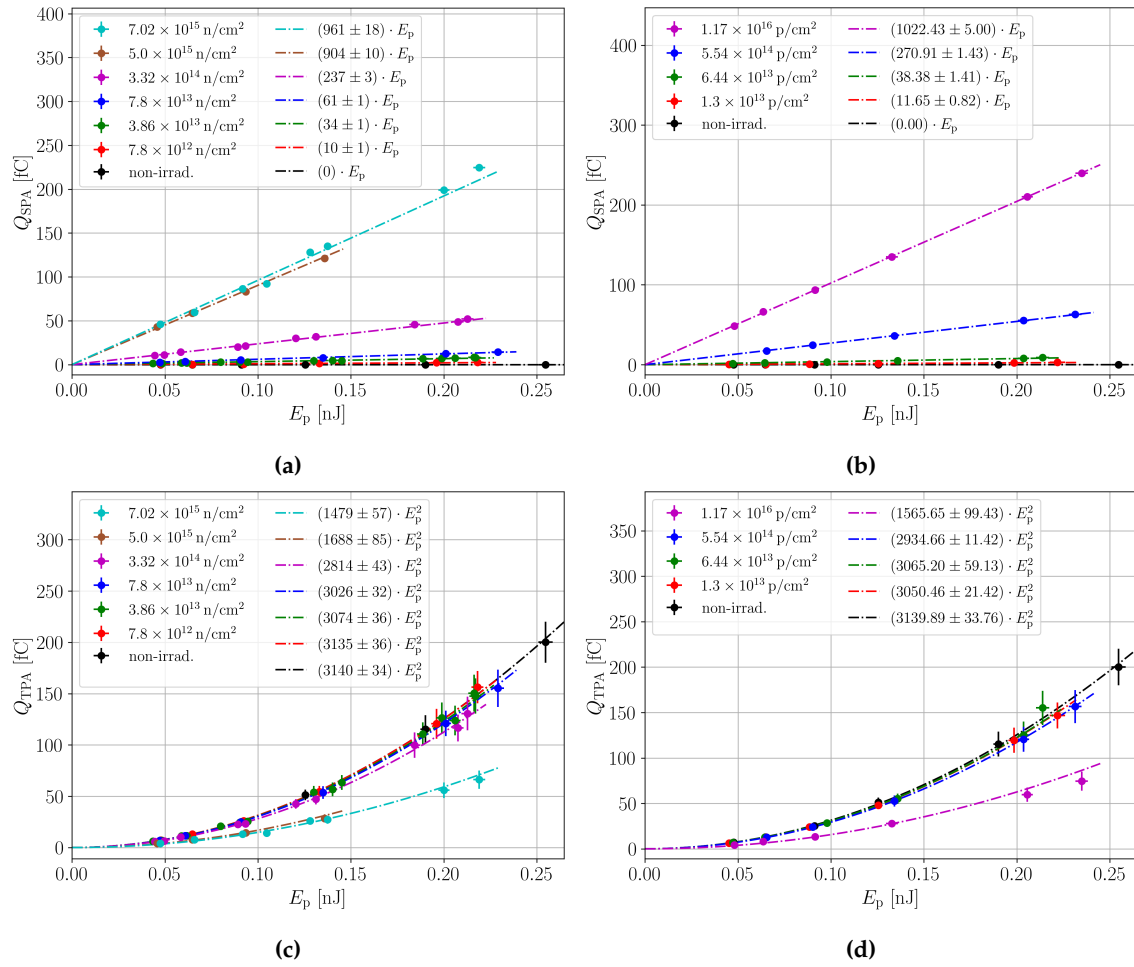 400
350
300
250
200
150
100
50
0
Q_SPA [fC]
7.02 × 10^15 n/cm^2
5.0 × 10^15 n/cm^2
3.32 × 10^14 n/cm^2
7.8 × 10^13 n/cm^2
3.86 × 10^13 n/cm^2
7.8 × 10^12 n/cm^2
non-irrad.
(961 ± 18) · E_p
(904 ± 10) · E_p
(237 ± 3) · E_p
(61 ± 1) · E_p
(34 ± 1) · E_p
(10 ± 1) · E_p
(0) · E_p
0.00 0.05 0.10 0.15 0.20 0.25
E_p [nJ]
(a)
400
300
200
100
0
Q_SPA [fC]
1.17 × 10^16 p/cm^2
5.54 × 10^14 p/cm^2
6.44 × 10^13 p/cm^2
1.3 × 10^13 p/cm^2
non-irrad.
(1022.43 ± 5.00) · E_p
(270.91 ± 1.43) · E_p
(38.38 ± 1.41) · E_p
(11.65 ± 0.82) · E_p
(0.00) · E_p
0.00 0.05 0.10 0.15 0.20 0.25
E_p [nJ]
(b)
300
250
200
150
100
50
0
Q_TPA [fC]
7.02 × 10^15 n/cm^2
5.0 × 10^15 n/cm^2
3.32 × 10^14 n/cm^2
7.8 × 10^13 n/cm^2
3.86 × 10^13 n/cm^2
7.8 × 10^12 n/cm^2
non-irrad.
(1479 ± 57) · E_p^2
(1688 ± 85) · E_p^2
(2814 ± 43) · E_p^2
(3026 ± 32) · E_p^2
(3074 ± 36) · E_p^2
(3135 ± 36) · E_p^2
(3140 ± 34) · E_p^2
0.00 0.05 0.10 0.15 0.20 0.25
E_p [nJ]
(c)
350
300
250
200
150
100
50
0
Q_TPA [fC]
1.17 × 10^16 p/cm^2
5.54 × 10^14 p/cm^2
6.44 × 10^13 p/cm^2
1.3 × 10^13 p/cm^2
non-irrad.
(1565.65 ± 99.43) · E_p^2
(2934.66 ± 11.42) · E_p^2
(3065.20 ± 59.13) · E_p^2
(3050.46 ± 21.42) · E_p^2
(3139.89 ± 33.76) · E_p^2
0.00 0.05 0.10 0.15 0.20 0.25
E_p [nJ]
(d)